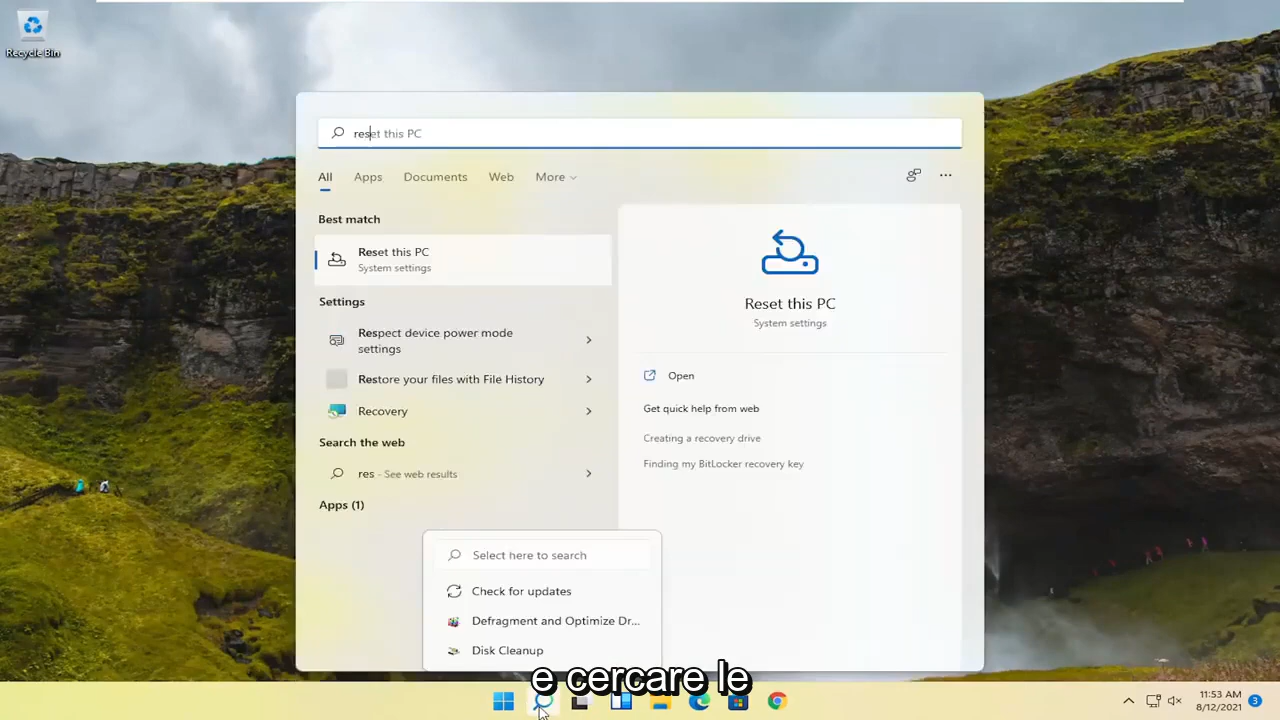 Recycle Bin
reset this PC
All Apps Documents Web More
Best match
Reset this PC
System settings
Settings
Respect device power mode
settings
Restore your files with File History
Recovery
Search the web
res - See web results
Apps (1)
Reset this PC
System settings
Open
Get quick help from web
Creating a recovery drive
Finding my BitLocker recovery key
Select here to search
Check for updates
Defragment and Optimize Dr...
Disk Cleanup
e cercare le
11:53 AM
8/12/2021
3